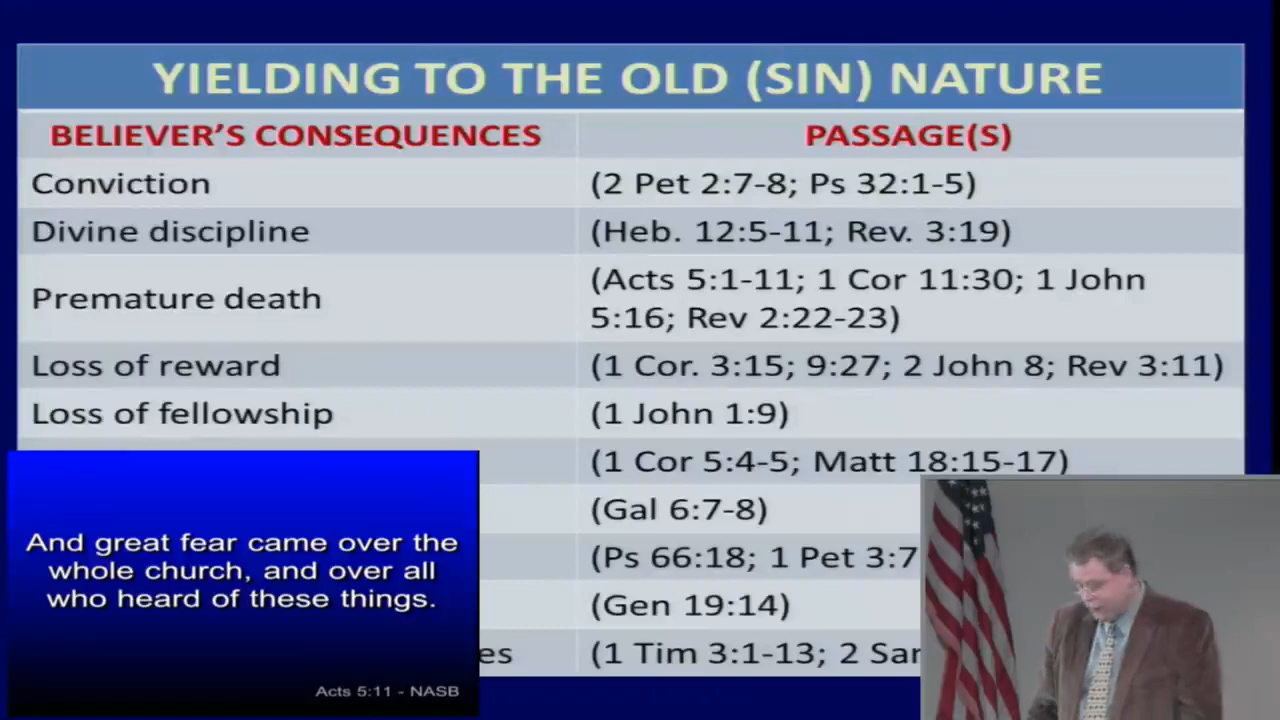 YIELDING TO THE OLD (SIN) NATURE
BELIEVER'S CONSEQUENCES PASSAGE(S)
Conviction (2 Pet 2:7-8; Ps 32:1-5)
Divine discipline (Heb. 12:5-11; Rev. 3:19)
Premature death (Acts 5:1-11; 1 Cor 11:30; 1 John
5:16; Rev 2:22-23)
Loss of reward (1 Cor. 3:15; 9:27; 2 John 8; Rev 3:11)
Loss of fellowship (1 John 1:9)
(1 Cor 5:4-5; Matt 18:15-17)
(Gal 6:7-8)
(Ps 66:18; 1 Pet 3:7
(Gen 19:14)
es (1 Tim 3:1-13; 2 Sam
And great fear came over the
whole church, and over all
who heard of these things.
Acts 5:11 - NASB